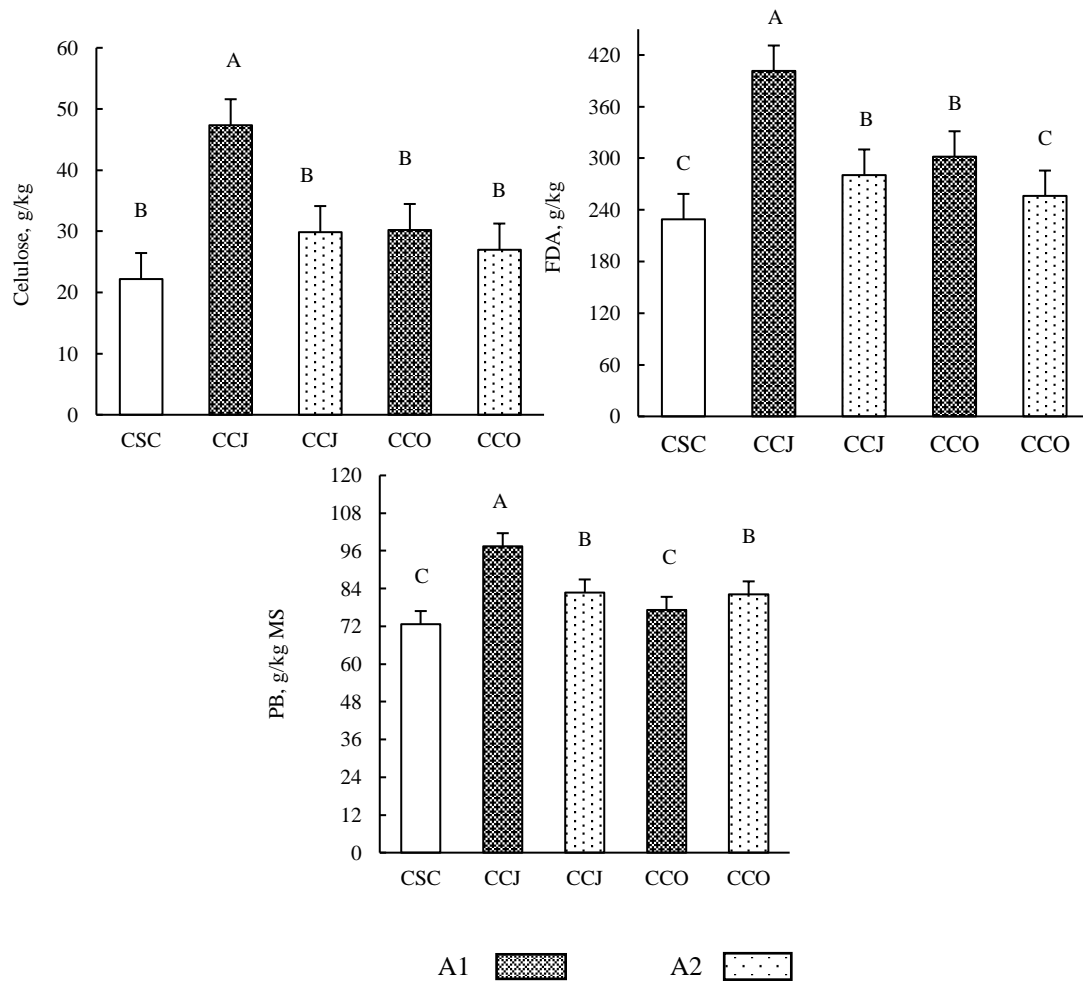 Celulose, g/kg
60
50
40
30
20
10
0
B
A
B
B
B
CSC CCJ CCJ CCO CCO
FDA, g/kg
420
360
300
240
180
120
60
0
C
A
B
B
C
CSC CCJ CCJ CCO CCO
PB, g/kg MS
120
108
96
84
72
60
48
36
24
12
0
C
A
B
C
B
CSC CCJ CCJ CCO CCO
A1 A2